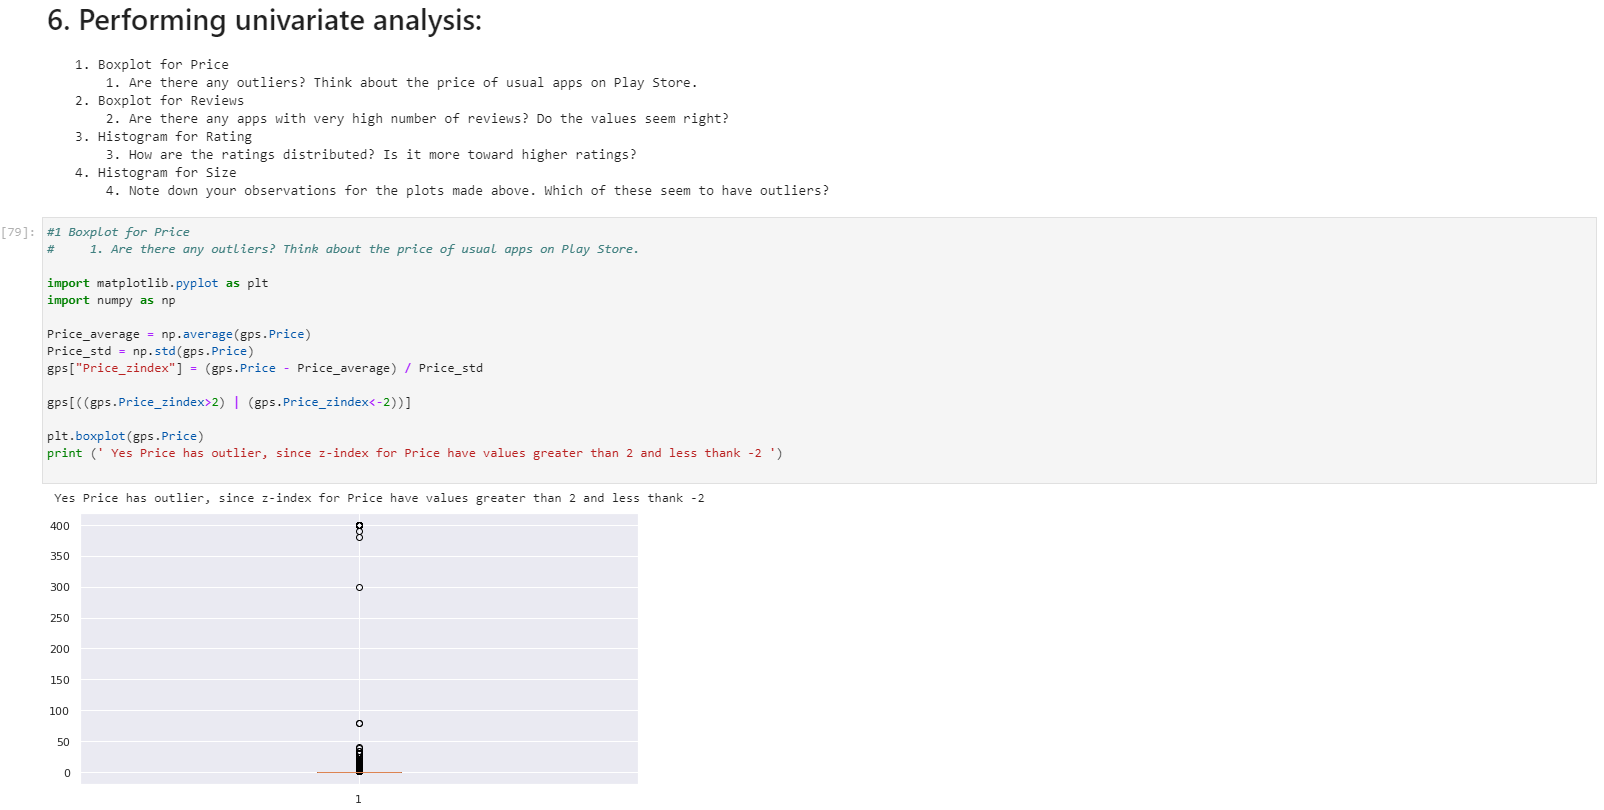 6. Performing univariate analysis:
1. Boxplot for Price
1. Are there any outliers? Think about the price of usual apps on Play Store.
2. Boxplot for Reviews
2. Are there any apps with very high number of reviews? Do the values seem right?
3. Histogram for Rating
3. How are the ratings distributed? Is it more toward higher ratings?
4. Histogram for Size
4. Note down your observations for the plots made above. Which of these seem to have outliers?
[79]: #1 Boxplot for Price
#     1. Are there any outliers? Think about the price of usual apps on Play Store.
import matplotlib.pyplot as plt
import numpy as np
Price_average = np.average(gps.Price)
Price_std = np.std(gps.Price)
gps["Price_zindex"] = (gps.Price - Price_average) / Price_std
gps[((gps.Price_zindex>2) | (gps.Price_zindex<-2))]
plt.boxplot(gps.Price)
print (' Yes Price has outlier, since z-index for Price have values greater than 2 and less thank -2 ')
Yes Price has outlier, since z-index for Price have values greater than 2 and less thank -2
400
350
300
250
200
150
100
50
0
1